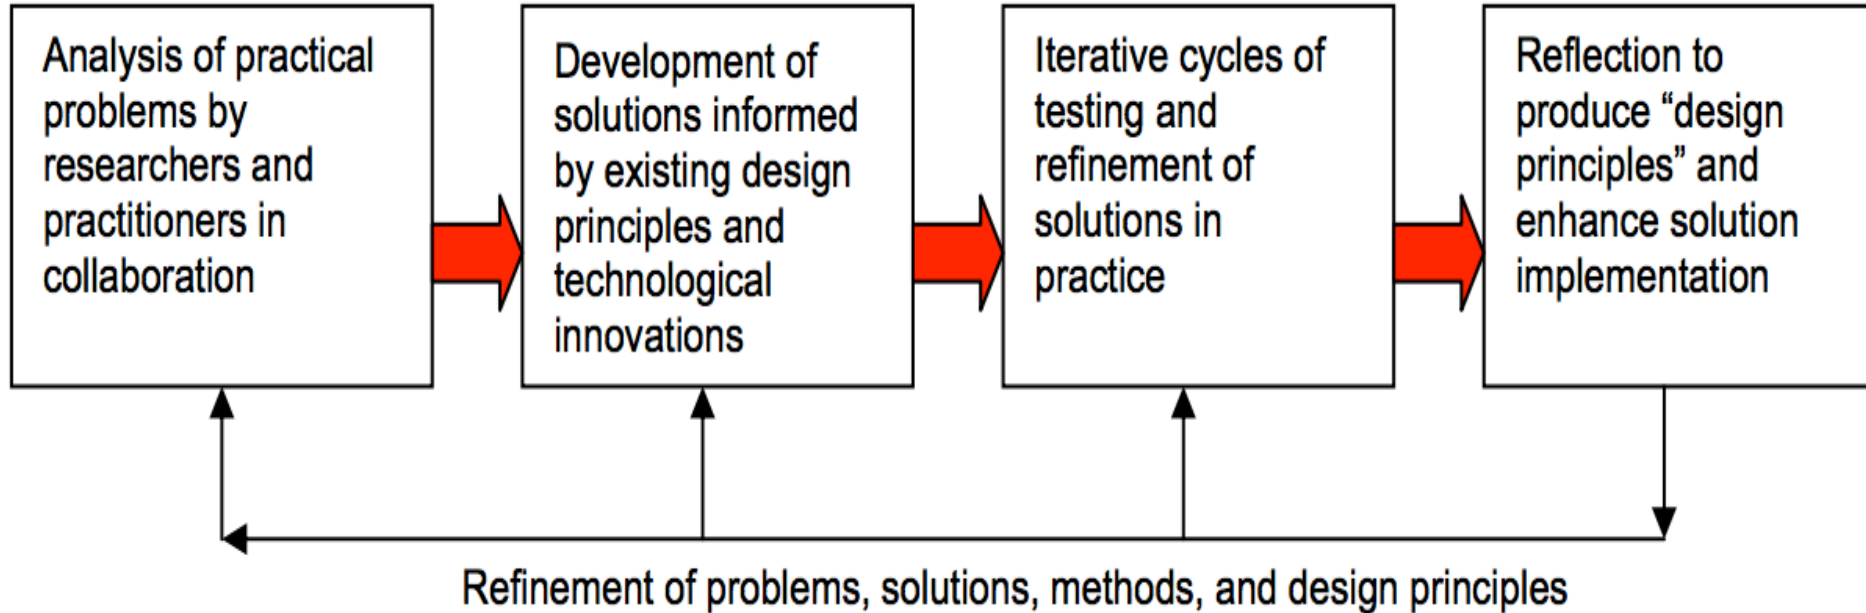 Analysis of practical
problems by
researchers and
practitioners in
collaboration
Development of
solutions informed
by existing design
principles and
technological
innovations
Iterative cycles of
testing and
refinement of
solutions in
practice
Reflection to
produce “design
principles” and
enhance solution
implementation
Refinement of problems, solutions, methods, and design principles